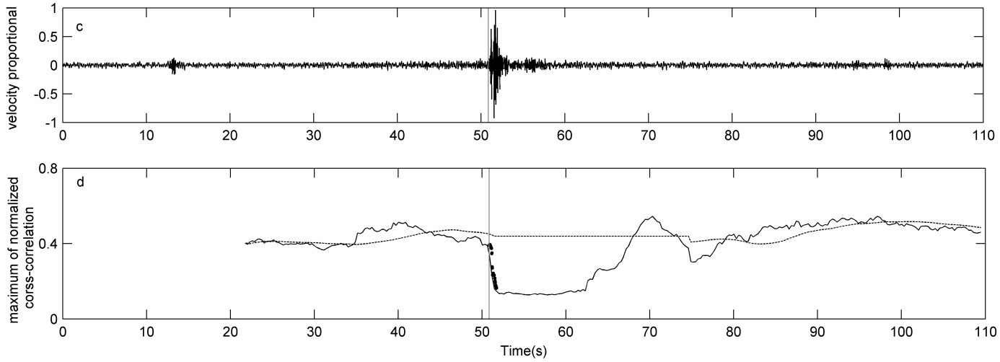 1
0.5
0
-0.5
-1
velocity proportional
c
0 10 20 30 40 50 60 70 80 90 100 110
0.8
0.4
0
maximum of normalized
corss-correlation
d
0 10 20 30 40 50 60 70 80 90 100 110
Time(s)